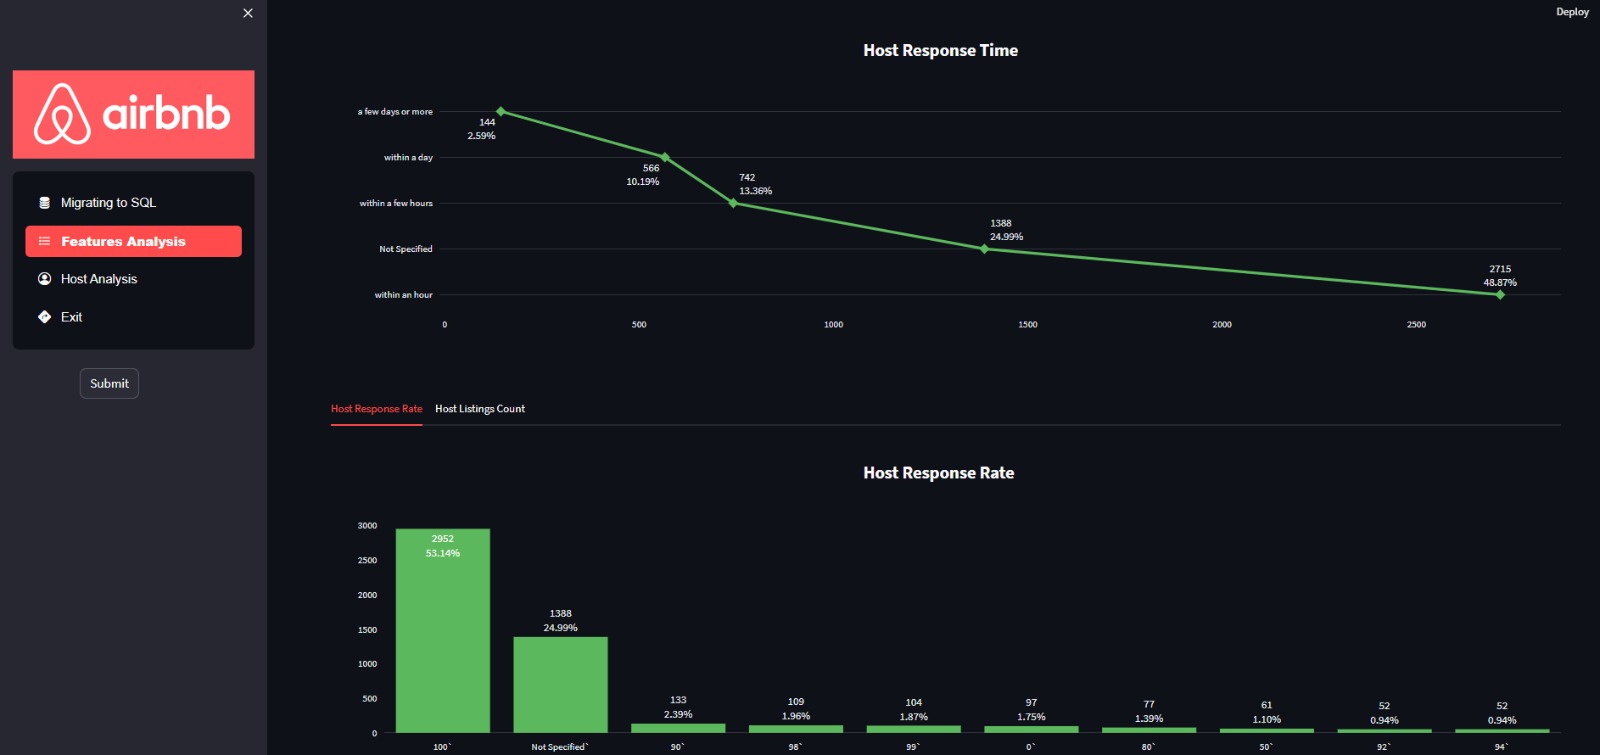 ×
Deploy
airbnb
Migrating to SQL
Features Analysis
Host Analysis
Exit
Submit
Host Response Time
a few days or more
144
2.59%
within a day
566
10.19%
742
13.36%
within a few hours
1388
24.99%
Not Specified
2715
48.87%
within an hour
0 500 1000 1500 2000 2500
Host Response Rate Host Listings Count
Host Response Rate
3000
2500
2000
1500
1000
500
0
2952
53.14%
1388
24.99%
133
2.39%
109
1.96%
104
1.87%
97
1.75%
77
1.39%
61
1.10%
52
0.94%
52
0.94%
100` Not Specified` 90` 98` 99` 0` 80` 50` 92` 94`